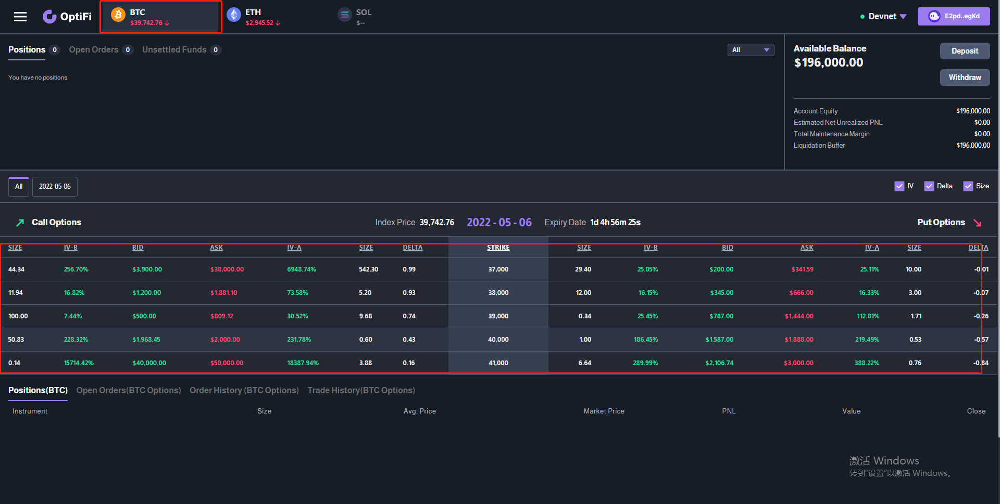 OptiFi
BTC
$39,742.76 ↓
ETH
$2,945.52 ↓
SOL
$--
Devnet
E2pd..egKd
Positions 0 Open Orders 0 Unsettled Funds 0
All
You have no positions
Available Balance
$196,000.00
Deposit
Withdraw
Account Equity $196,000.00
Estimated Net Unrealized PNL $0.00
Total Maintenance Margin $0.00
Liquidation Buffer $196,000.00
All 2022-05-06 IV Delta Size
Call Options Index Price 39,742.76 2022 - 05 - 06 Expiry Date 1d 4h 56m 25s Put Options
SIZE IV-B BID ASK IV-A SIZE DELTA STRIKE SIZE IV-B BID ASK IV-A SIZE DELTA
44.34 256.70% $3,900.00 $38,000.00 6948.74% 542.30 0.99 37,000 29.40 25.05% $200.00 $341.59 25.11% 10.00 -0.01
11.94 16.82% $1,200.00 $1,881.10 73.58% 5.20 0.93 38,000 12.00 16.15% $345.00 $666.00 16.33% 3.00 -0.07
100.00 7.44% $500.00 $809.12 30.52% 9.68 0.74 39,000 0.34 25.45% $787.00 $1,444.00 112.81% 1.71 -0.26
50.83 228.32% $1,968.45 $2,000.00 231.78% 0.60 0.43 40,000 1.00 186.45% $1,587.00 $1,888.00 219.49% 0.53 -0.57
0.14 15714.42% $40,000.00 $50,000.00 18387.94% 3.88 0.16 41,000 6.64 289.99% $2,106.74 $3,000.00 388.22% 0.76 -0.84
Positions(BTC) Open Orders(BTC Options) Order History (BTC Options) Trade History(BTC Options)
Instrument Size Avg. Price Market Price PNL Value Close
激活 Windows
转到“设置”以激活 Windows。